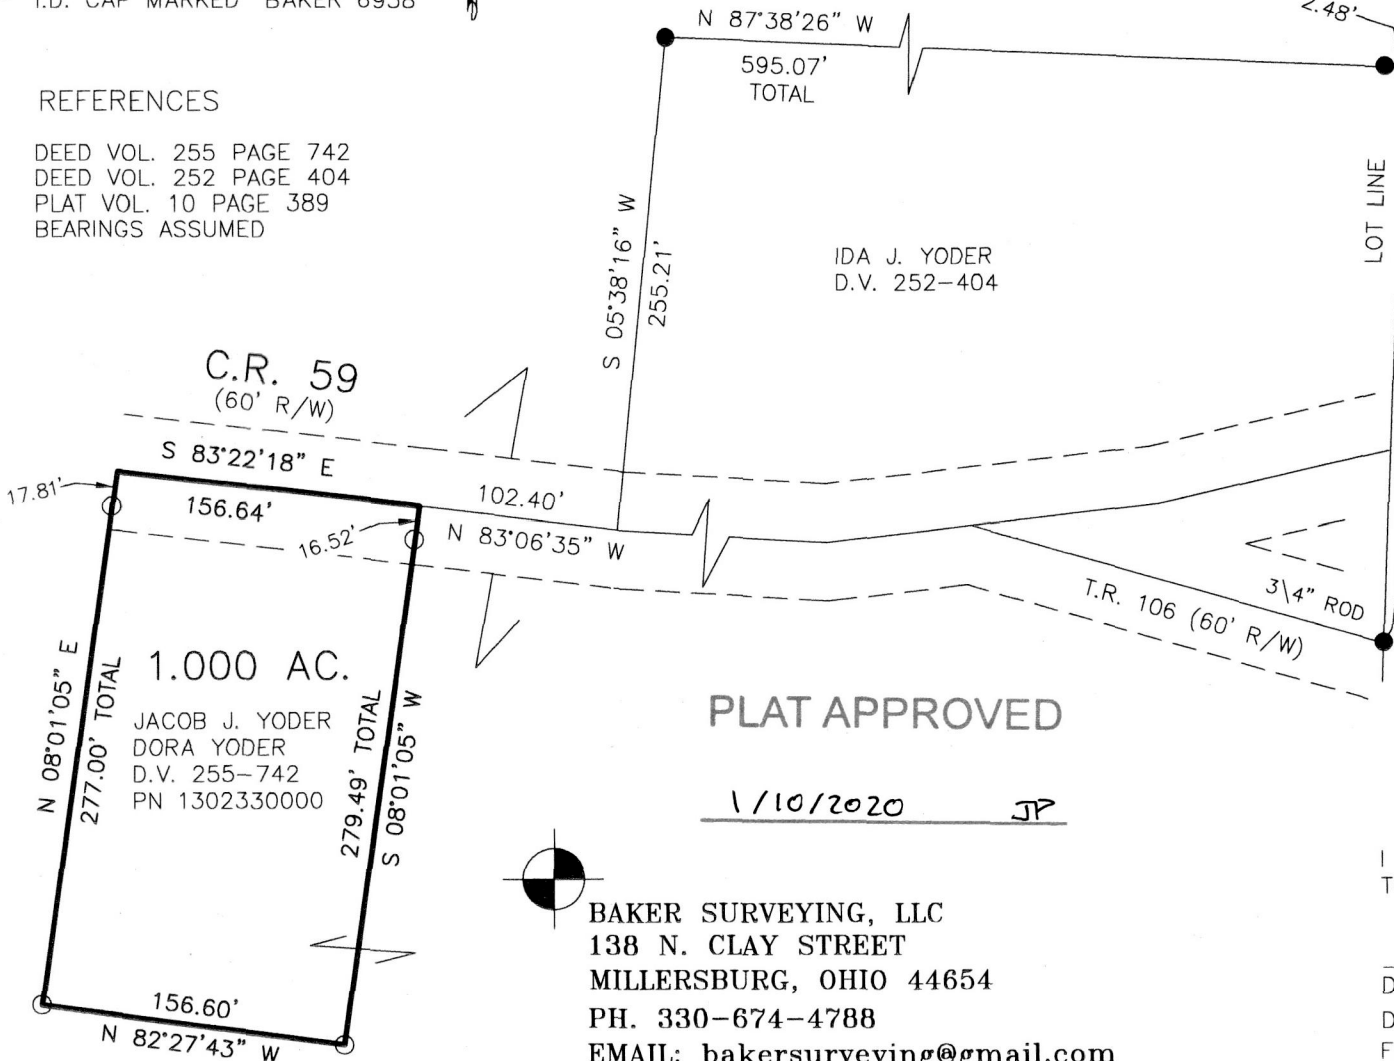 I.D. CAP MARKED "BAKER 6938"
REFERENCES
DEED VOL. 255 PAGE 742
DEED VOL. 252 PAGE 404
PLAT VOL. 10 PAGE 389
BEARINGS ASSUMED
N 87°38'26" W
595.07'
TOTAL
2.48'
LOT LINE
S 05°38'16" W
255.21'
IDA J. YODER
D.V. 252-404
C.R. 59
(60' R/W)
S 83°22'18" E
17.81'
156.64'
16.52'
102.40'
N 83°06'35" W
T.R. 106 (60' R/W)
3\4" ROD
N 08°01'05" E
277.00' TOTAL
1.000 AC.
JACOB J. YODER
DORA YODER
D.V. 255-742
PN 1302330000
279.49' TOTAL
S 08°01'05" W
156.60'
N 82°27'43" W
PLAT APPROVED
1/10/2020 JP
BAKER SURVEYING, LLC
138 N. CLAY STREET
MILLERSBURG, OHIO 44654
PH. 330-674-4788
EMAIL: bakersurveying@gmail.com